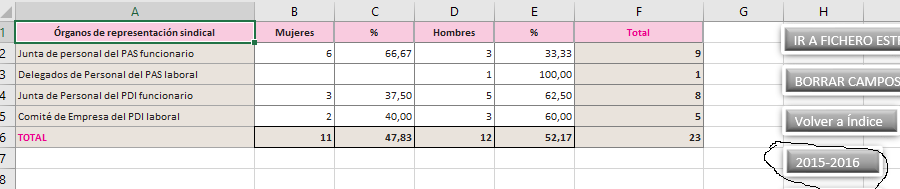 A B C D E F G H
1 Órganos de representación sindical Mujeres % Hombres % Total IR A FICHERO ESTI
2 Junta de personal del PAS funcionario 6 66,67 3 33,33 9
3 Delegados de Personal del PAS laboral 1 100,00 1 BORRAR CAMPOS
4 Junta de Personal del PDI funcionario 3 37,50 5 62,50 8
5 Comité de Empresa del PDI laboral 2 40,00 3 60,00 5 Volver a Índice
6 TOTAL 11 47,83 12 52,17 23
7 2015-2016
8